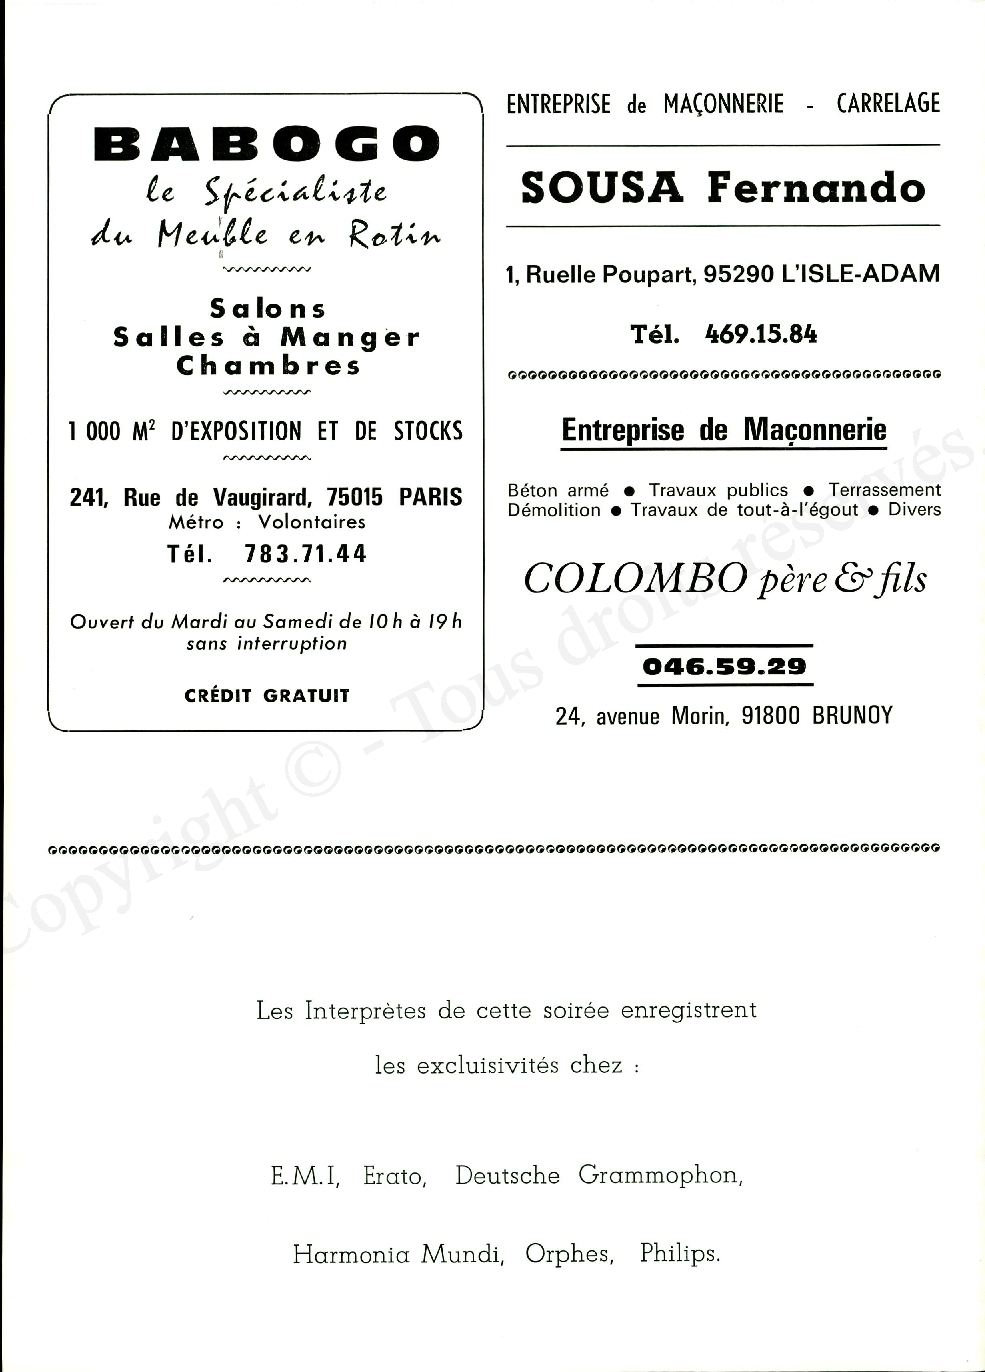 BABOGO
le Spécialiste
du Meuble en Rotin
Salons
Salles à Manger
Chambres
1 000 M² D'EXPOSITION ET DE STOCKS
241, Rue de Vaugirard, 75015 PARIS
Métro : Volontaires
Tél. 783.71.44
Ouvert du Mardi au Samedi de 10 h à 19 h
sans interruption
CRÉDIT GRATUIT
ENTREPRISE de MAÇONNERIE - CARRELAGE
SOUSA Fernando
1, Ruelle Poupart, 95290 L'ISLE-ADAM
Tél. 469.15.84
Entreprise de Maçonnerie
Béton armé ● Travaux publics ● Terrassement
Démolition ● Travaux de tout-à-l'égout ● Divers
COLOMBO père & fils
046.59.29
24, avenue Morin, 91800 BRUNOY
Copyright © - Tous droits réservés.
Les Interprètes de cette soirée enregistrent
les excluisivités chez :
E.M.I, Erato, Deutsche Grammophon,
Harmonia Mundi, Orphes, Philips.